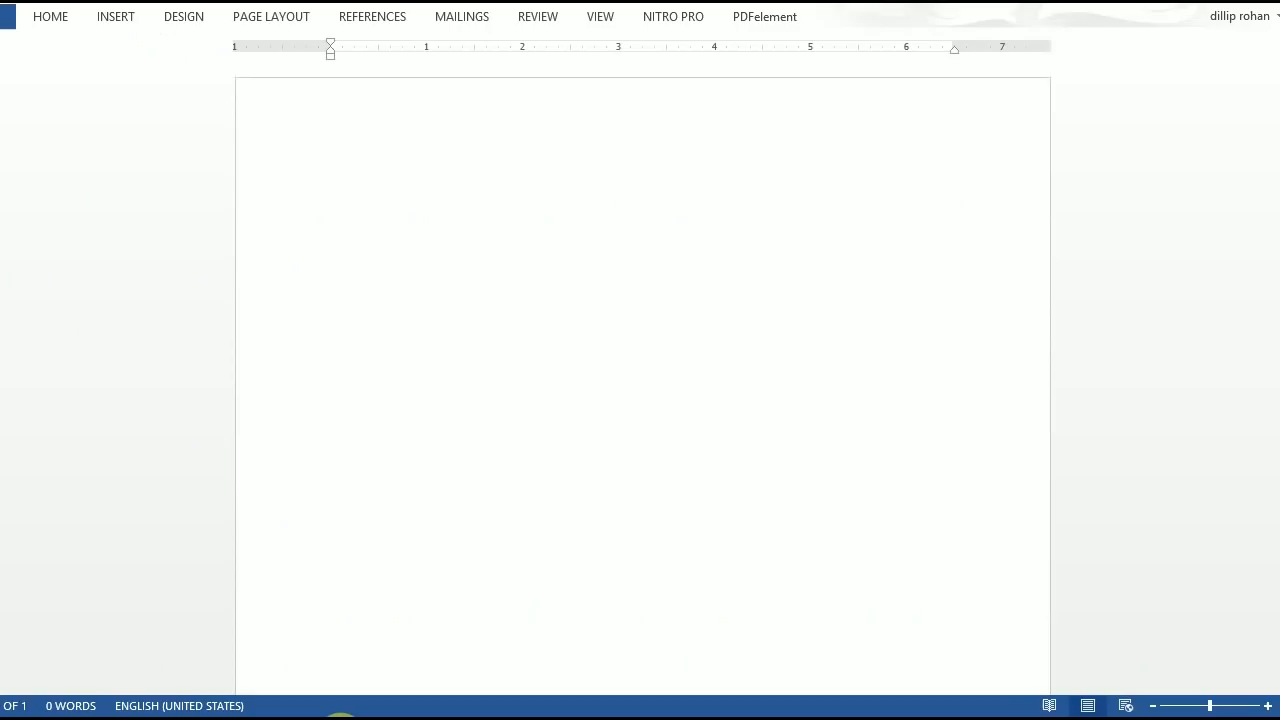 HOME INSERT DESIGN PAGE LAYOUT REFERENCES MAILINGS REVIEW VIEW NITRO PRO PDFelement dillip rohan
1 1 2 3 4 5 6 7
OF 1 0 WORDS ENGLISH (UNITED STATES)